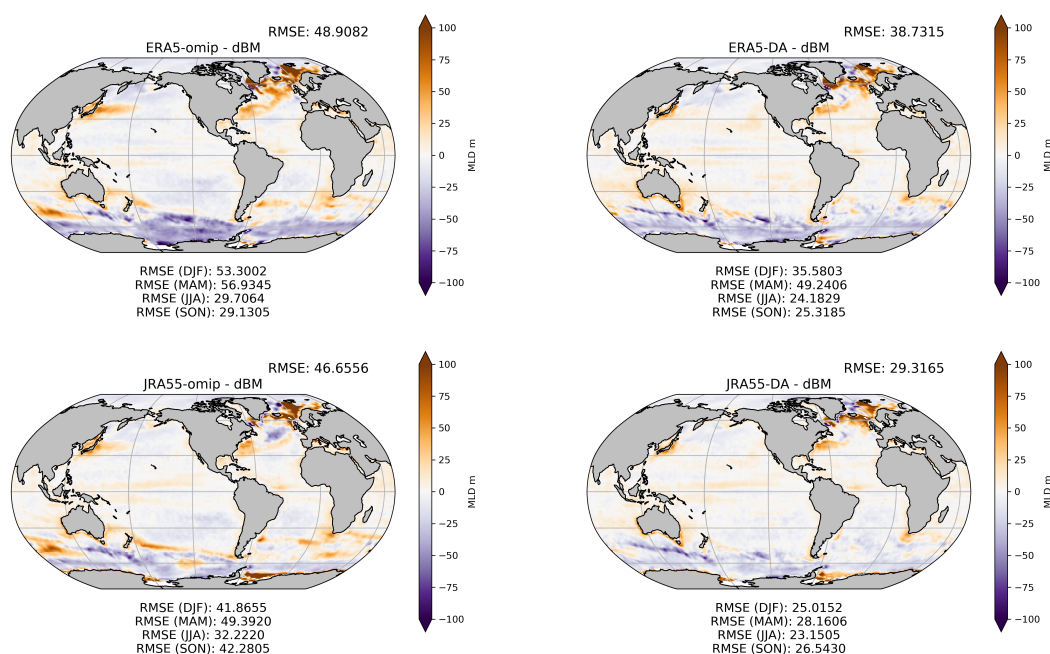 RMSE: 48.9082
ERA5-omip - dBM
100
75
50
25
0
−25
−50
−75
−100
MLD m
RMSE (DJF): 53.3002
RMSE (MAM): 56.9345
RMSE (JJA): 29.7064
RMSE (SON): 29.1305
RMSE: 38.7315
ERA5-DA - dBM
100
75
50
25
0
−25
−50
−75
−100
MLD m
RMSE (DJF): 35.5803
RMSE (MAM): 49.2406
RMSE (JJA): 24.1829
RMSE (SON): 25.3185
RMSE: 46.6556
JRA55-omip - dBM
100
75
50
25
0
−25
−50
−75
−100
MLD m
RMSE (DJF): 41.8655
RMSE (MAM): 49.3920
RMSE (JJA): 32.2220
RMSE (SON): 42.2805
RMSE: 29.3165
JRA55-DA - dBM
100
75
50
25
0
−25
−50
−75
−100
MLD m
RMSE (DJF): 25.0152
RMSE (MAM): 28.1606
RMSE (JJA): 23.1505
RMSE (SON): 26.5430